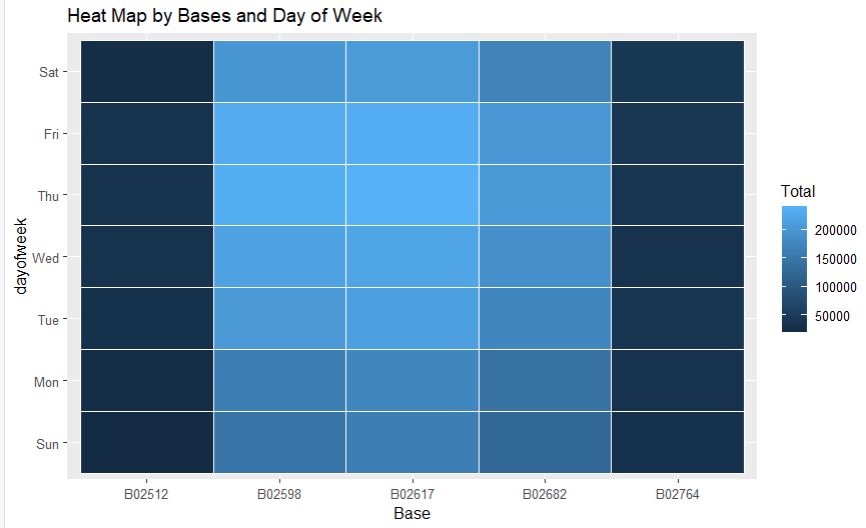 Heat Map by Bases and Day of Week
Sat
Fri
Thu
Wed
Tue
Mon
Sun
dayofweek
B02512 B02598 B02617 B02682 B02764
Base
Total
200000
150000
100000
50000